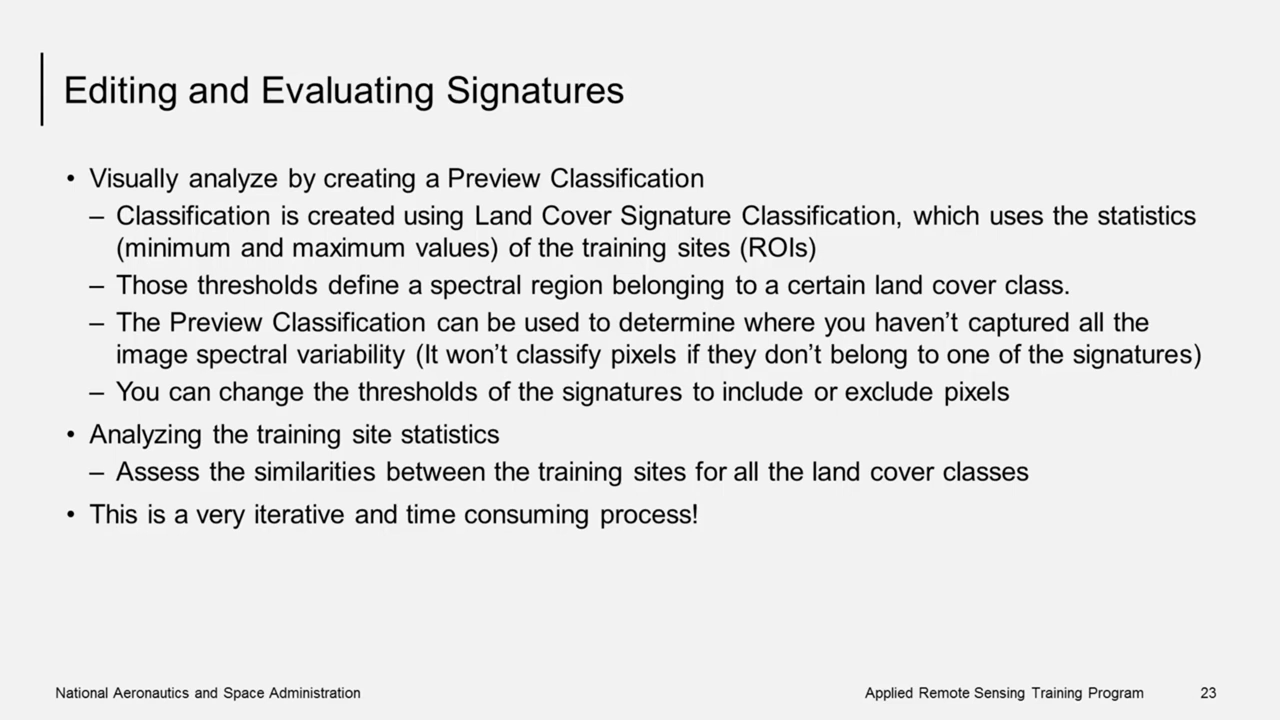 Editing and Evaluating Signatures
• Visually analyze by creating a Preview Classification
– Classification is created using Land Cover Signature Classification, which uses the statistics
(minimum and maximum values) of the training sites (ROIs)
– Those thresholds define a spectral region belonging to a certain land cover class.
– The Preview Classification can be used to determine where you haven’t captured all the
image spectral variability (It won’t classify pixels if they don’t belong to one of the signatures)
– You can change the thresholds of the signatures to include or exclude pixels
• Analyzing the training site statistics
– Assess the similarities between the training sites for all the land cover classes
• This is a very iterative and time consuming process!
National Aeronautics and Space Administration
Applied Remote Sensing Training Program
23